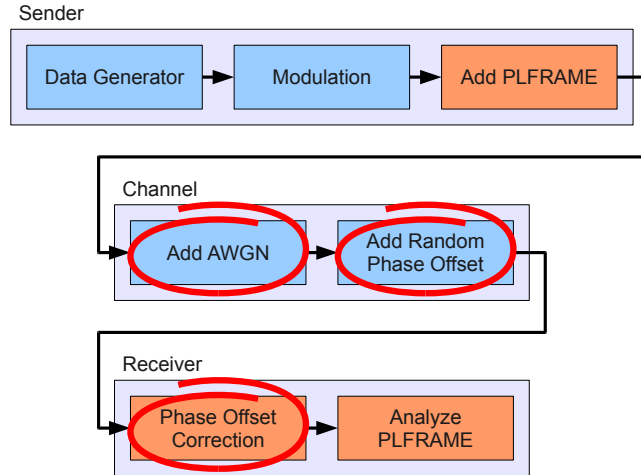 Sender
Data Generator
Modulation
Add PLFRAME
Channel
Add AWGN
Add Random
Phase Offset
Receiver
Phase Offset
Correction
Analyze
PLFRAME